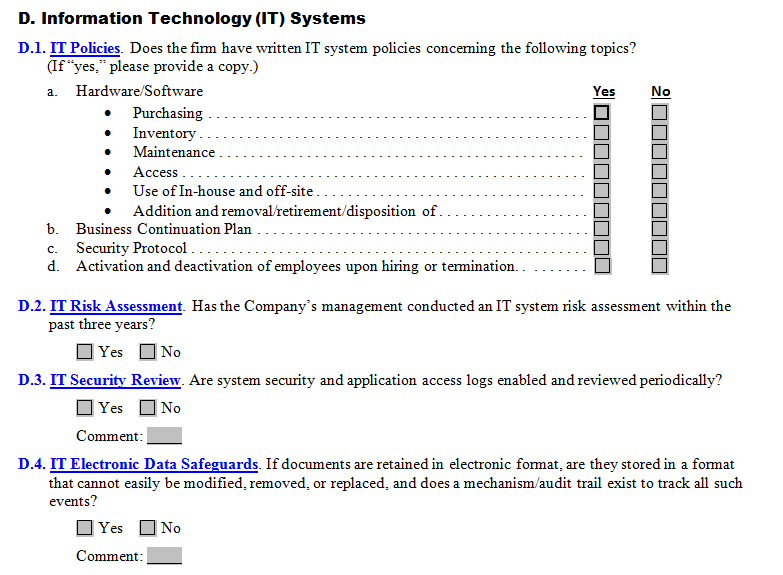 D. Information Technology (IT) Systems
D.1. IT Policies. Does the firm have written IT system policies concerning the following topics?
(If “yes,” please provide a copy.)
a. Hardware/Software Yes No
• Purchasing . . . . . . . . . . . . . . . . . . . . . . . . . . . . . . . . . . . . . . . . . . . . . .
• Inventory . . . . . . . . . . . . . . . . . . . . . . . . . . . . . . . . . . . . . . . . . . . . . . .
• Maintenance . . . . . . . . . . . . . . . . . . . . . . . . . . . . . . . . . . . . . . . . . . . .
• Access . . . . . . . . . . . . . . . . . . . . . . . . . . . . . . . . . . . . . . . . . . . . . . . . .
• Use of In-house and off-site . . . . . . . . . . . . . . . . . . . . . . . . . . . . . . . . .
• Addition and removal/retirement/disposition of . . . . . . . . . . . . . . . . . .
b. Business Continuation Plan . . . . . . . . . . . . . . . . . . . . . . . . . . . . . . . . . . . . . . . .
c. Security Protocol . . . . . . . . . . . . . . . . . . . . . . . . . . . . . . . . . . . . . . . . . . . . . . . .
d. Activation and deactivation of employees upon hiring or termination. . . . . . . . .
D.2. IT Risk Assessment. Has the Company’s management conducted an IT system risk assessment within the
past three years?
Yes No
D.3. IT Security Review. Are system security and application access logs enabled and reviewed periodically?
Yes No
Comment:
D.4. IT Electronic Data Safeguards. If documents are retained in electronic format, are they stored in a format
that cannot easily be modified, removed, or replaced, and does a mechanism/audit trail exist to track all such
events?
Yes No
Comment: